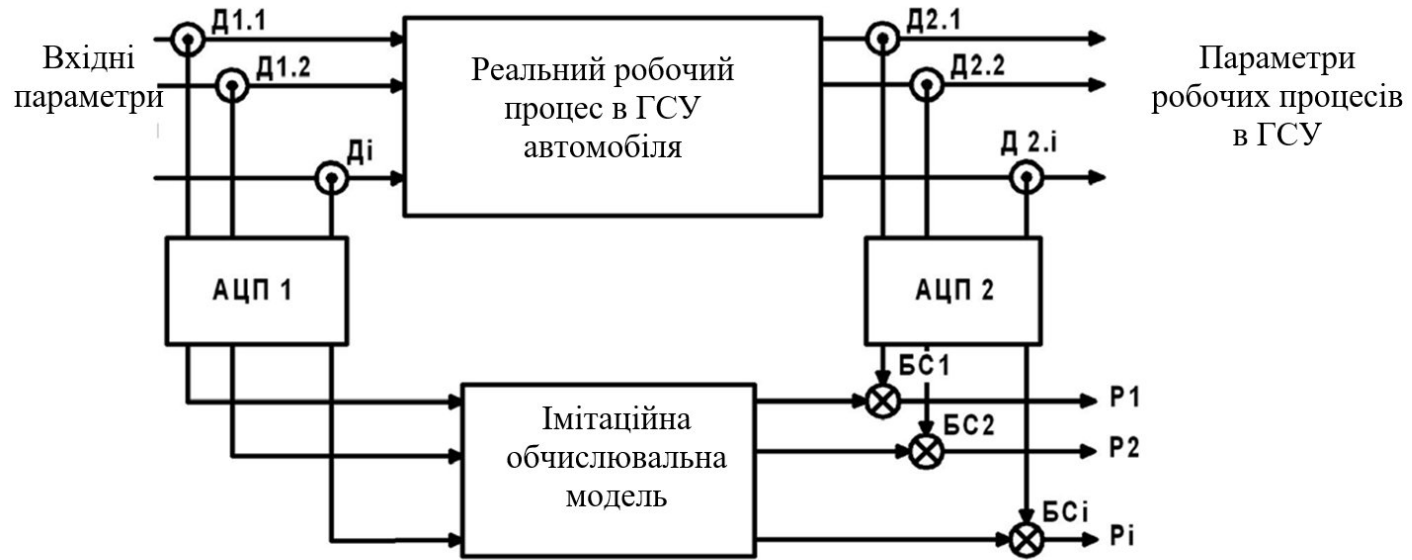 Д1.1
Д2.1
Вхідні
параметри
Д1.2
Реальний робочий
процес в ГСУ
автомобіля
Д2.2
Параметри
робочих процесів
в ГСУ
Ді
Д 2.і
АЦП 1
АЦП 2
БС1
Р1
Імітаційна
обчислювальна
модель
БС2
Р2
БСі
Рі